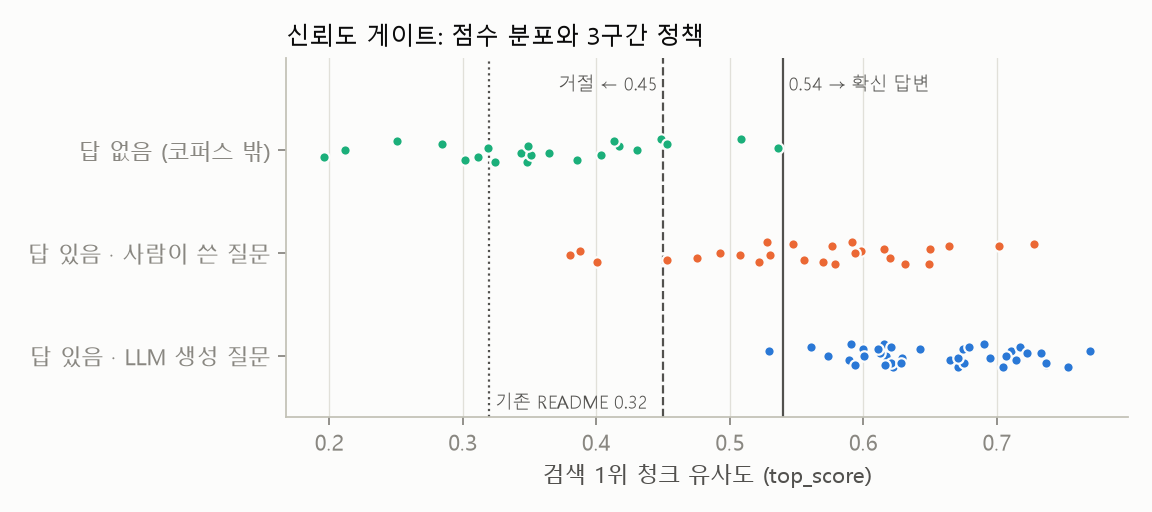 신뢰도 게이트: 점수 분포와 3구간 정책
거절 ← 0.45
0.54 → 확신 답변
답 없음 (코퍼스 밖)
답 있음 · 사람이 쓴 질문
답 있음 · LLM 생성 질문
기존 README 0.32
0.2 0.3 0.4 0.5 0.6 0.7
검색 1위 청크 유사도 (top_score)